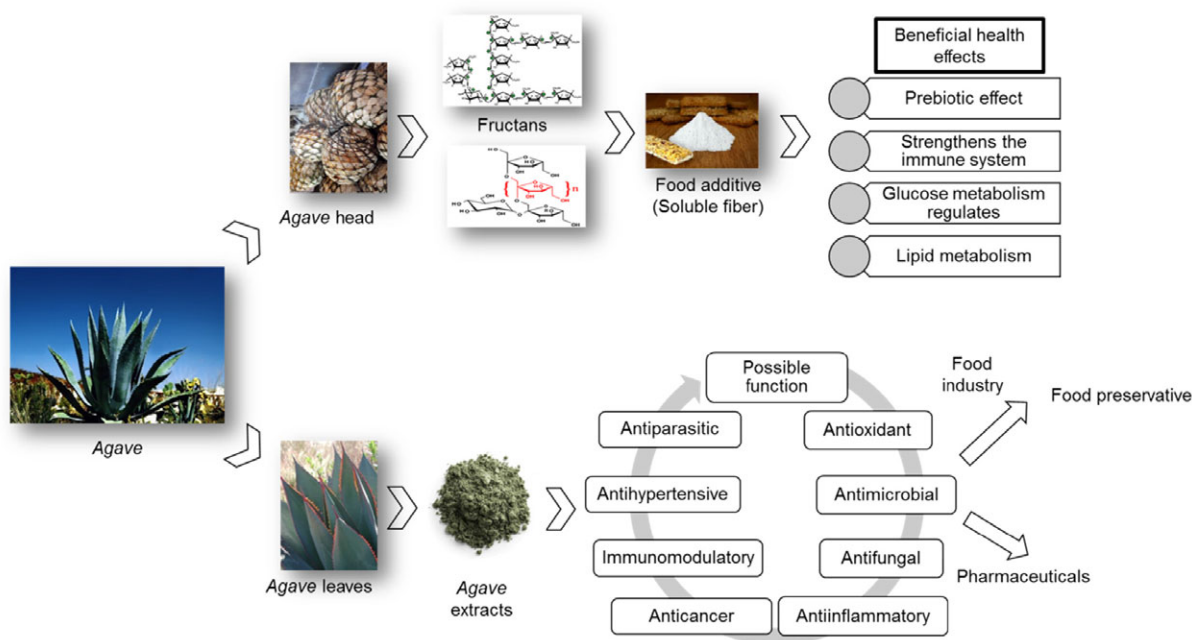 Beneficial health
effects
Fructans
Prebiotic effect
Strengthens the
immune system
Glucose metabolism
regulates
Lipid metabolism
n
Agave head
Food additive
(Soluble fiber)
Agave
Agave leaves
Agave
extracts
Possible
function
Antioxidant
Antimicrobial
Antifungal
Antiinflammatory
Anticancer
Immunomodulatory
Antihypertensive
Antiparasitic
Food
industry
Food preservative
Pharmaceuticals